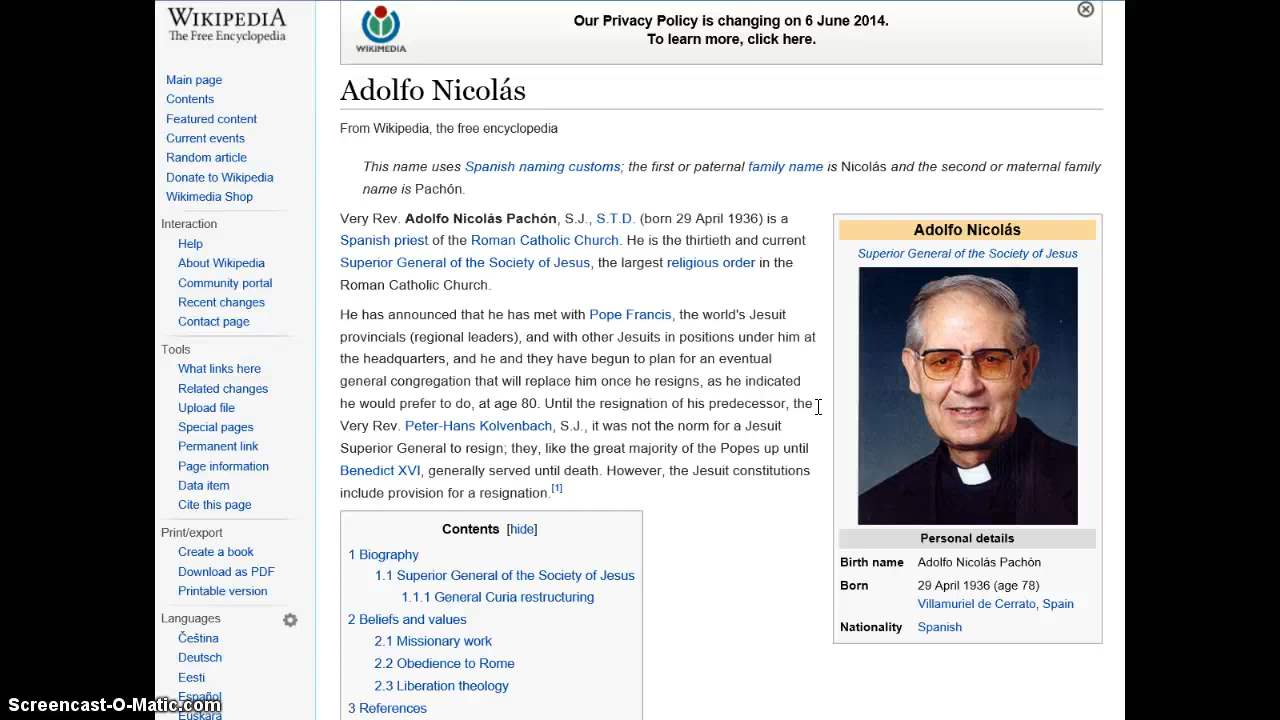 WIKIPEDIA
The Free Encyclopedia
Main page
Contents
Featured content
Current events
Random article
Donate to Wikipedia
Wikimedia Shop
Interaction
Help
About Wikipedia
Community portal
Recent changes
Contact page
Tools
What links here
Related changes
Upload file
Special pages
Permanent link
Page information
Data item
Cite this page
Print/export
Create a book
Download as PDF
Printable version
Languages
Čeština
Deutsch
Eesti
Español
Euskara
WIKIMEDIA
Our Privacy Policy is changing on 6 June 2014.
To learn more, click here.
Adolfo Nicolás
From Wikipedia, the free encyclopedia
This name uses Spanish naming customs; the first or paternal family name is Nicolás and the second or maternal family
name is Pachón.
Very Rev. Adolfo Nicolás Pachón, S.J., S.T.D. (born 29 April 1936) is a
Spanish priest of the Roman Catholic Church. He is the thirtieth and current
Superior General of the Society of Jesus, the largest religious order in the
Roman Catholic Church.
He has announced that he has met with Pope Francis, the world's Jesuit
provincials (regional leaders), and with other Jesuits in positions under him at
the headquarters, and he and they have begun to plan for an eventual
general congregation that will replace him once he resigns, as he indicated
he would prefer to do, at age 80. Until the resignation of his predecessor, the
Very Rev. Peter-Hans Kolvenbach, S.J., it was not the norm for a Jesuit
Superior General to resign; they, like the great majority of the Popes up until
Benedict XVI, generally served until death. However, the Jesuit constitutions
include provision for a resignation.[1]
Contents [hide]
1 Biography
1.1 Superior General of the Society of Jesus
1.1.1 General Curia restructuring
2 Beliefs and values
2.1 Missionary work
2.2 Obedience to Rome
2.3 Liberation theology
3 References
Adolfo Nicolás
Superior General of the Society of Jesus
Personal details
Birth name Adolfo Nicolás Pachón
Born 29 April 1936 (age 78)
Villamuriel de Cerrato, Spain
Nationality Spanish
Screencast-O-Matic.com